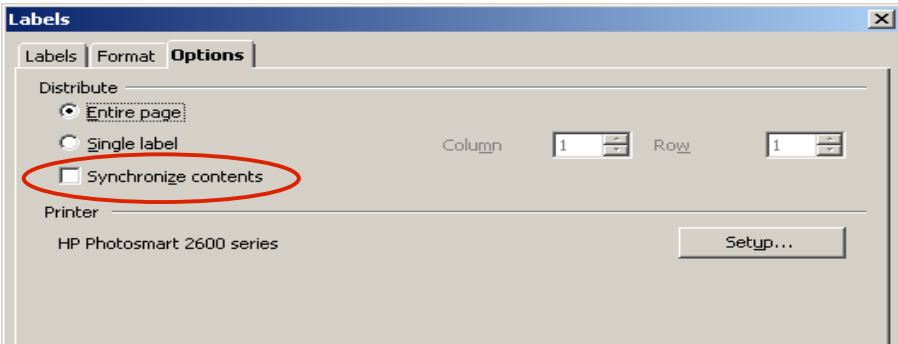 Labels
Labels Format Options
Distribute
Entire page
Single label Column 1 Row 1
Synchronize contents
Printer
HP Photosmart 2600 series Setup...